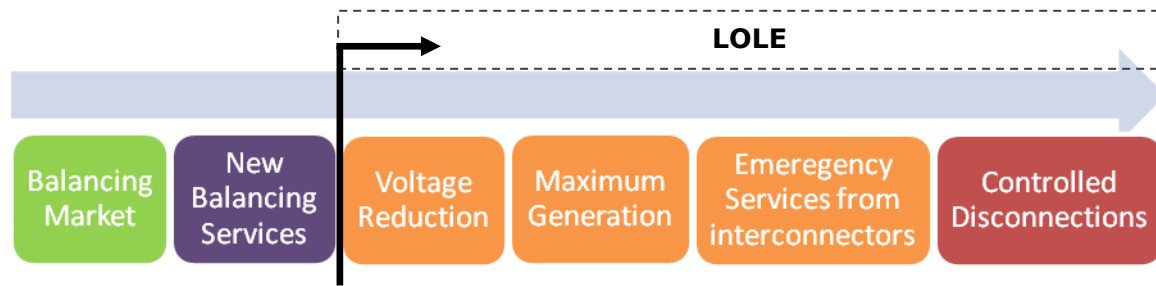 LOLE
Balancing
Market
New
Balancing
Services
Voltage
Reduction
Maximum
Generation
Emeregency
Services from
interconnectors
Controlled
Disconnections